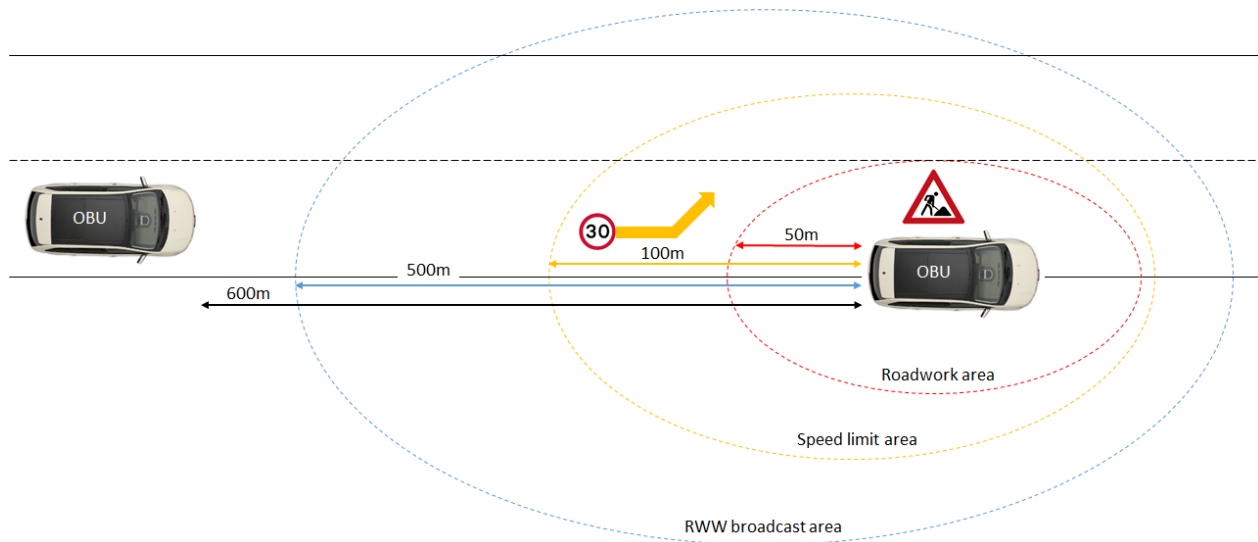 OBU
30
50m
100m
OBU
500m
600m
Roadwork area
Speed limit area
RWW broadcast area